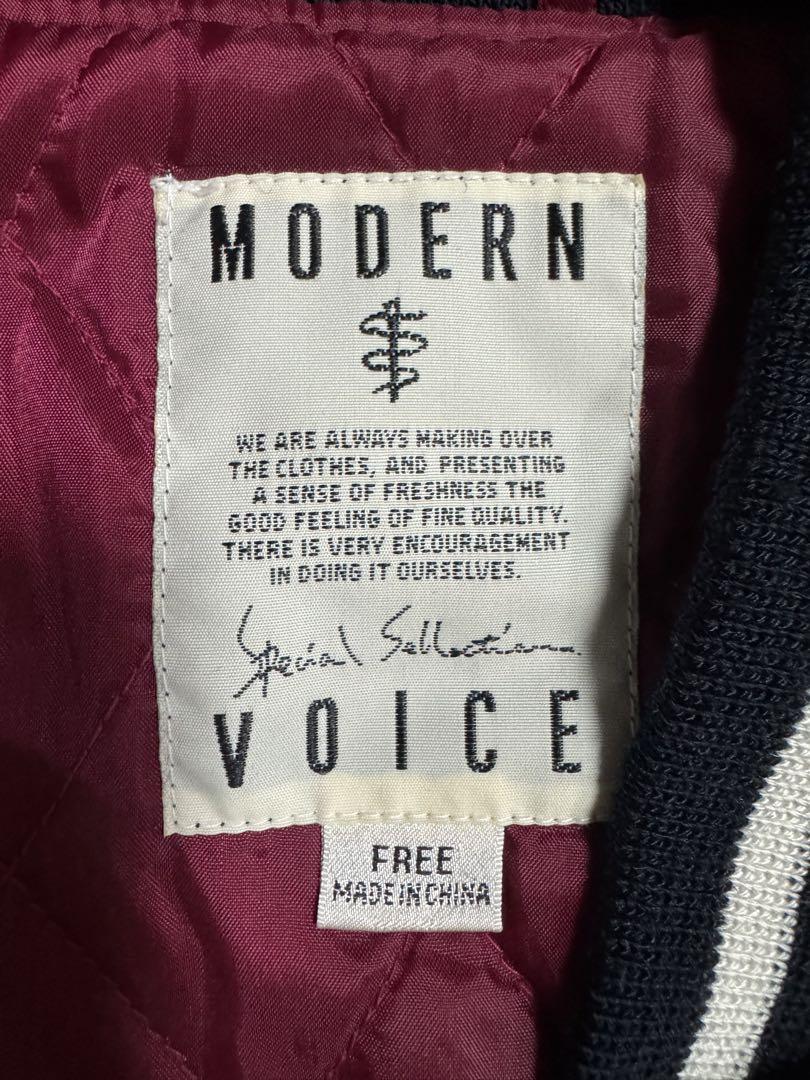 MODERN
WE ARE ALWAYS MAKING OVER
THE CLOTHES, AND PRESENTING
A SENSE OF FRESHNESS THE
GOOD FEELING OF FINE QUALITY.
THERE IS VERY ENCOURAGEMENT
IN DOING IT OURSELVES.
Special Sellection
VOICE
FREE
MADE IN CHINA